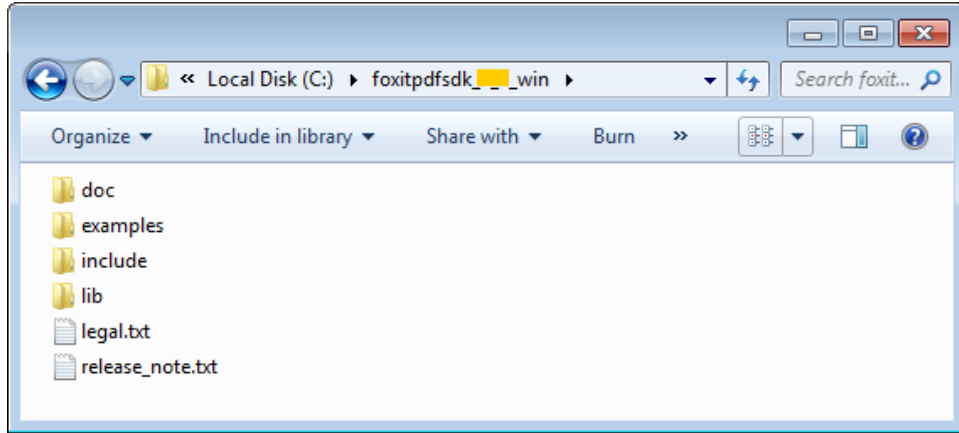 « Local Disk (C:) ▸ foxitpdfsdk_ _ _win ▸ Search foxit...
Organize Include in library Share with Burn »
doc
examples
include
lib
legal.txt
release_note.txt